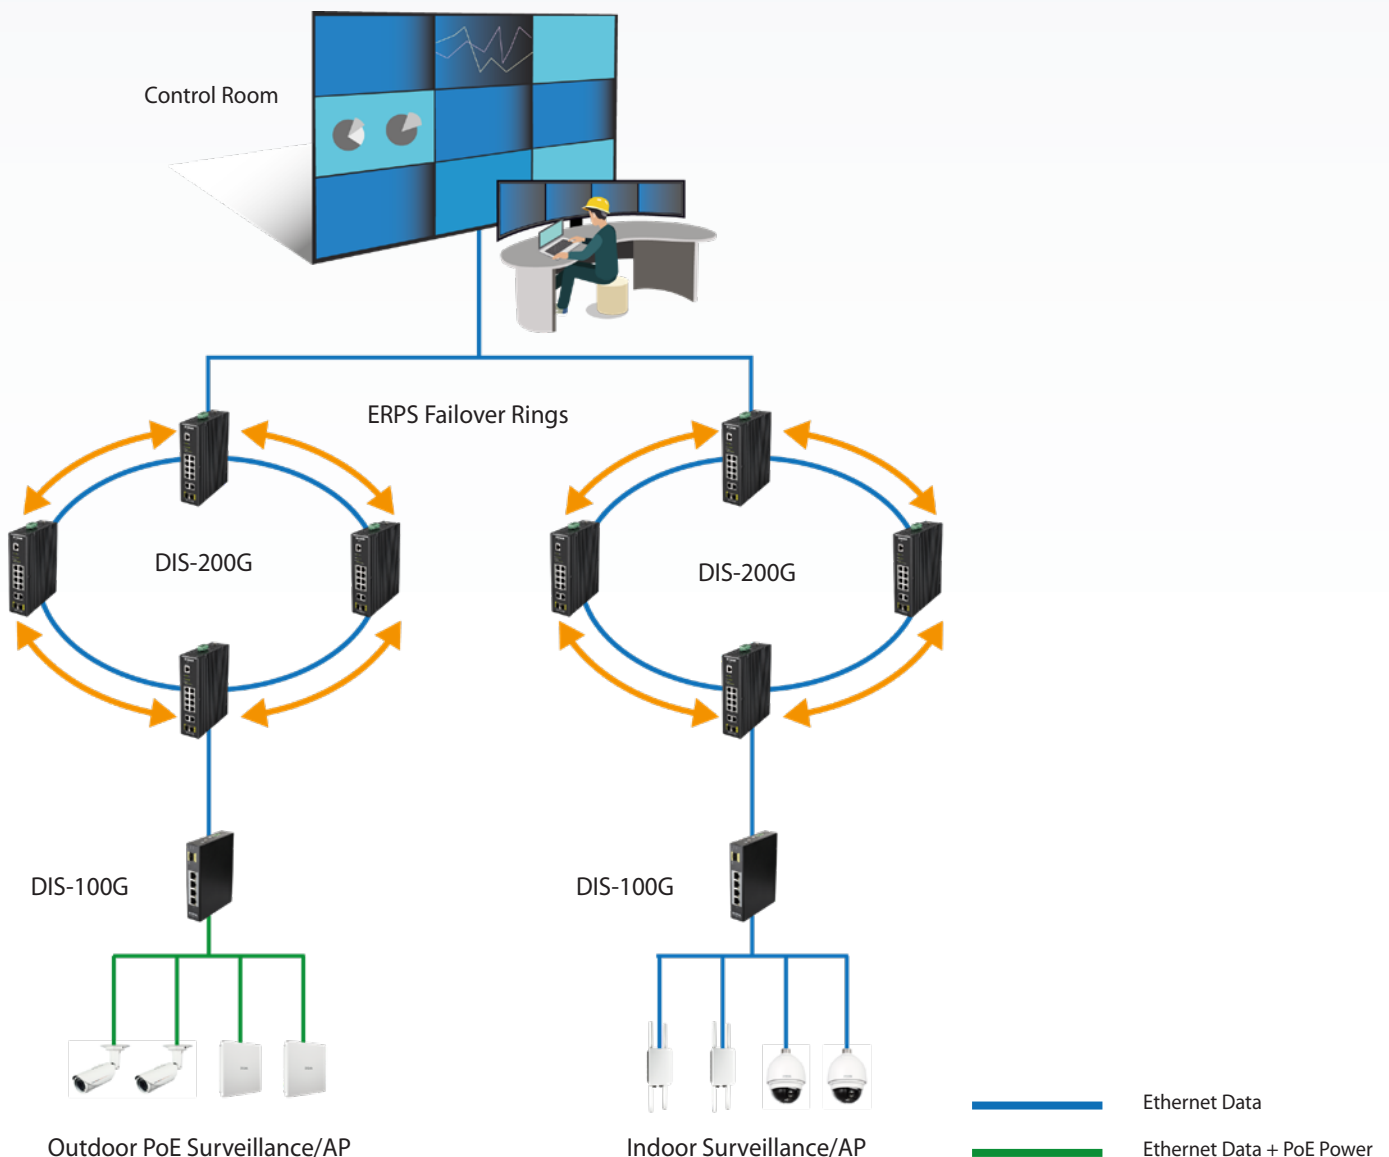 Control Room
ERPS Failover Rings
DIS-200G
DIS-200G
DIS-100G
DIS-100G
Outdoor PoE Surveillance/AP
Indoor Surveillance/AP
Ethernet Data
Ethernet Data + PoE Power